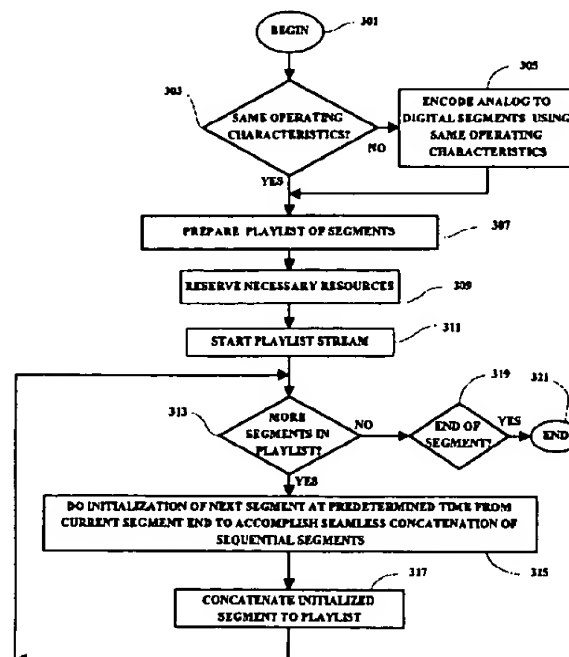 BEGIN
301
303
SAME OPERATING
CHARACTERISTICS?
NO
YES
305
ENCODE ANALOG TO
DIGITAL SEGMENTS USING
SAME OPERATING
CHARACTERISTICS
PREPARE PLAYLIST OF SEGMENTS
307
RESERVE NECESSARY RESOURCES
309
START PLAYLIST STREAM
311
313
MORE
SEGMENTS IN
PLAYLIST?
NO
YES
319
END OF
SEGMENT?
YES
321
END
DO INITIALIZATION OF NEXT SEGMENT AT PREDETERMINED TIME FROM
CURRENT SEGMENT END TO ACCOMPLISH SEAMLESS CONCATENATION OF
SEQUENTIAL SEGMENTS
315
317
CONCATENATE INITIALIZED
SEGMENT TO PLAYLIST